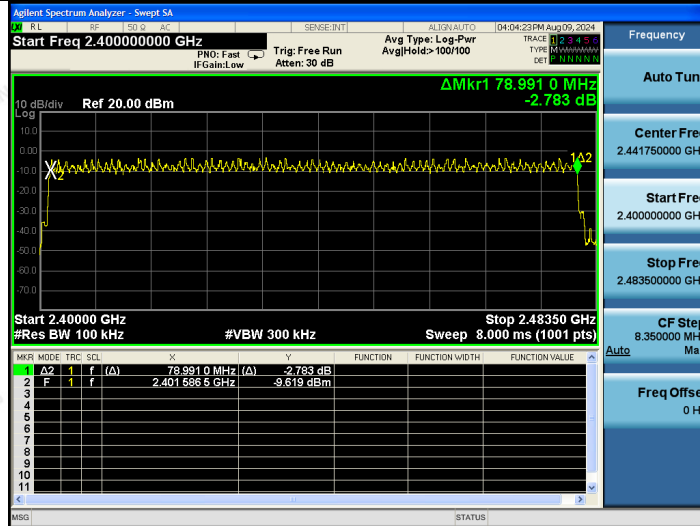 Agilent Spectrum Analyzer - Swept SA
LXI RL RF 50 Ω AC SENSE:INT ALIGN AUTO 04:04:23 PM Aug 09, 2024
Start Freq 2.400000000 GHz
PNO: Fast
IFGain:Low
Trig: Free Run
Atten: 30 dB
Avg Type: Log-Pwr
Avg|Hold:> 100/100
TRACE 1 2 3 4 5 6
TYPE M
DET P N N N N N
ΔMkr1 78.991 0 MHz
-2.783 dB
10 dB/div Ref 20.00 dBm
Log
10.0
0.00
-10.0
-20.0
-30.0
-40.0
-50.0
-60.0
-70.0
X2
1Δ2
Start 2.40000 GHz Stop 2.48350 GHz
#Res BW 100 kHz #VBW 300 kHz Sweep 8.000 ms (1001 pts)
MKR MODE TRC SCL X Y FUNCTION FUNCTION WIDTH FUNCTION VALUE
1 Δ2 1 f (Δ) 78.991 0 MHz (Δ) -2.783 dB
2 F 1 f 2.401 586 5 GHz -9.619 dBm
3
4
5
6
7
8
9
10
11
MSG STATUS
Frequency
Auto Tun
Center Fre
2.441750000 GH
Start Fre
2.400000000 GH
Stop Fre
2.483500000 GH
CF Ste
8.350000 MH
Auto Ma
Freq Offse
0 H